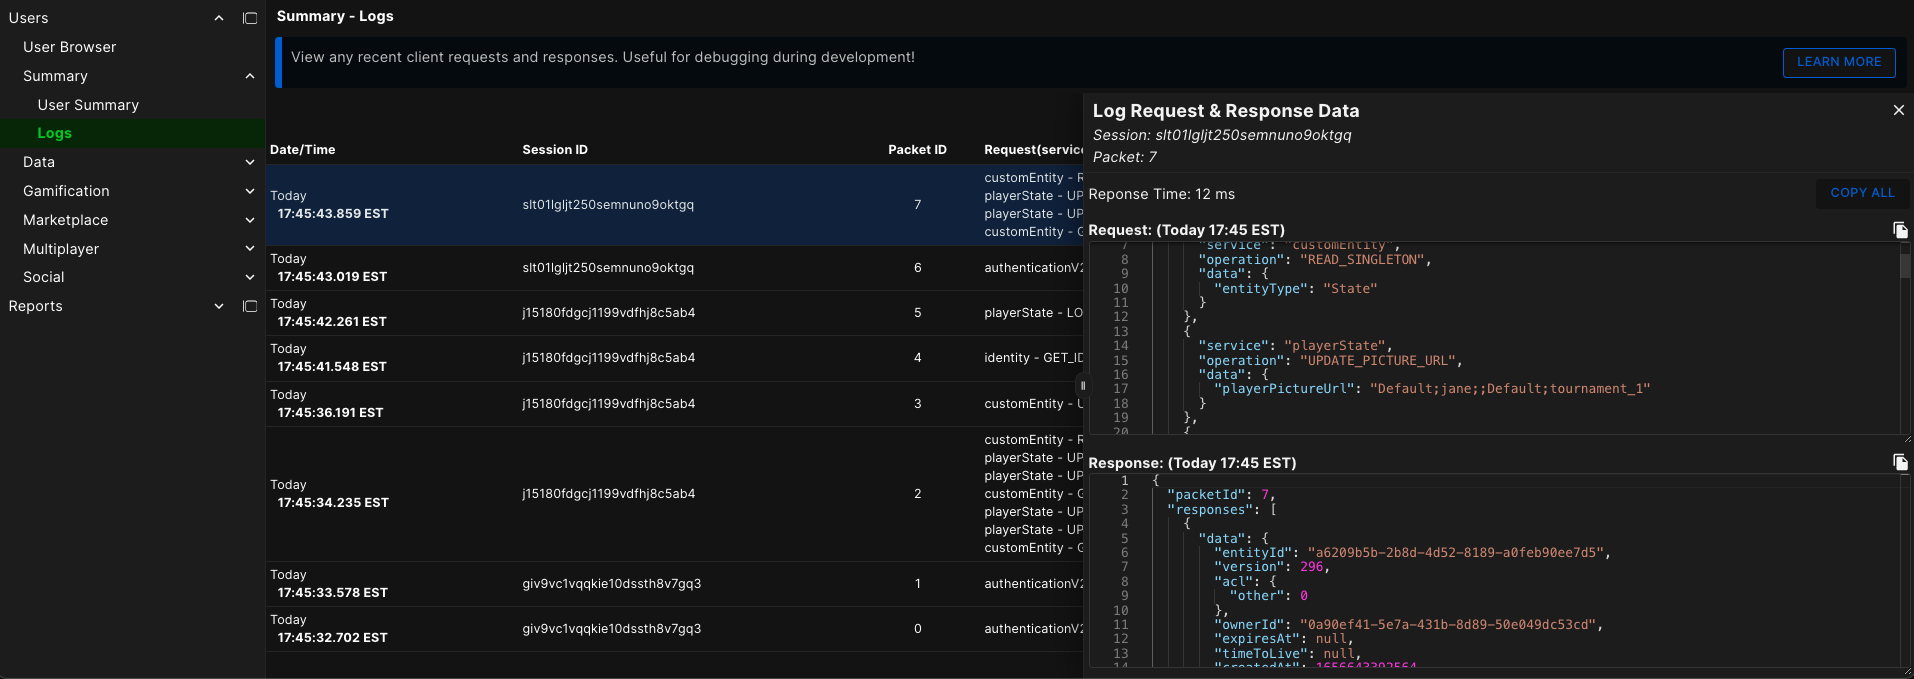 Users
User Browser
Summary
User Summary
Logs
Data
Gamification
Marketplace
Multiplayer
Social
Reports
Summary - Logs
View any recent client requests and responses. Useful for debugging during development!
LEARN MORE
Date/Time Session ID Packet ID Request(service
Today
17:45:43.859 EST
slt01lgljt250semnuno9oktgq
7
customEntity - R
playerState - UP
playerState - UP
customEntity - G
Today
17:45:43.019 EST
slt01lgljt250semnuno9oktgq
6
authenticationV2
Today
17:45:42.261 EST
j15180fdgcj1199vdfhj8c5ab4
5
playerState - LO
Today
17:45:41.548 EST
j15180fdgcj1199vdfhj8c5ab4
4
identity - GET_ID
Today
17:45:36.191 EST
j15180fdgcj1199vdfhj8c5ab4
3
customEntity - U
Today
17:45:34.235 EST
j15180fdgcj1199vdfhj8c5ab4
2
customEntity - R
playerState - UP
playerState - UP
customEntity - G
playerState - UP
playerState - UP
customEntity - G
Today
17:45:33.578 EST
giv9vc1vqqkie10dssth8v7gq3
1
authenticationV2
Today
17:45:32.702 EST
giv9vc1vqqkie10dssth8v7gq3
0
authenticationV2
Log Request & Response Data
Session: slt01lgljt250semnuno9oktgq
Packet: 7
Reponse Time: 12 ms
COPY ALL
Request: (Today 17:45 EST)
7 "service": "customEntity",
8 "operation": "READ_SINGLETON",
9 "data": {
10 "entityType": "State"
11 }
12 },
13 {
14 "service": "playerState",
15 "operation": "UPDATE_PICTURE_URL",
16 "data": {
17 "playerPictureUrl": "Default;jane;;Default;tournament_1"
18 }
19 },
20 {
Response: (Today 17:45 EST)
1 {
2 "packetId": 7,
3 "responses": [
4 {
5 "data": {
6 "entityId": "a6209b5b-2b8d-4d52-8189-a0feb90ee7d5",
7 "version": 296,
8 "acl": {
9 "other": 0
10 },
11 "ownerId": "0a90ef41-5e7a-431b-8d89-50e049dc53cd",
12 "expiresAt": null,
13 "timeToLive": null,
14 "createdAt": 1656643392564